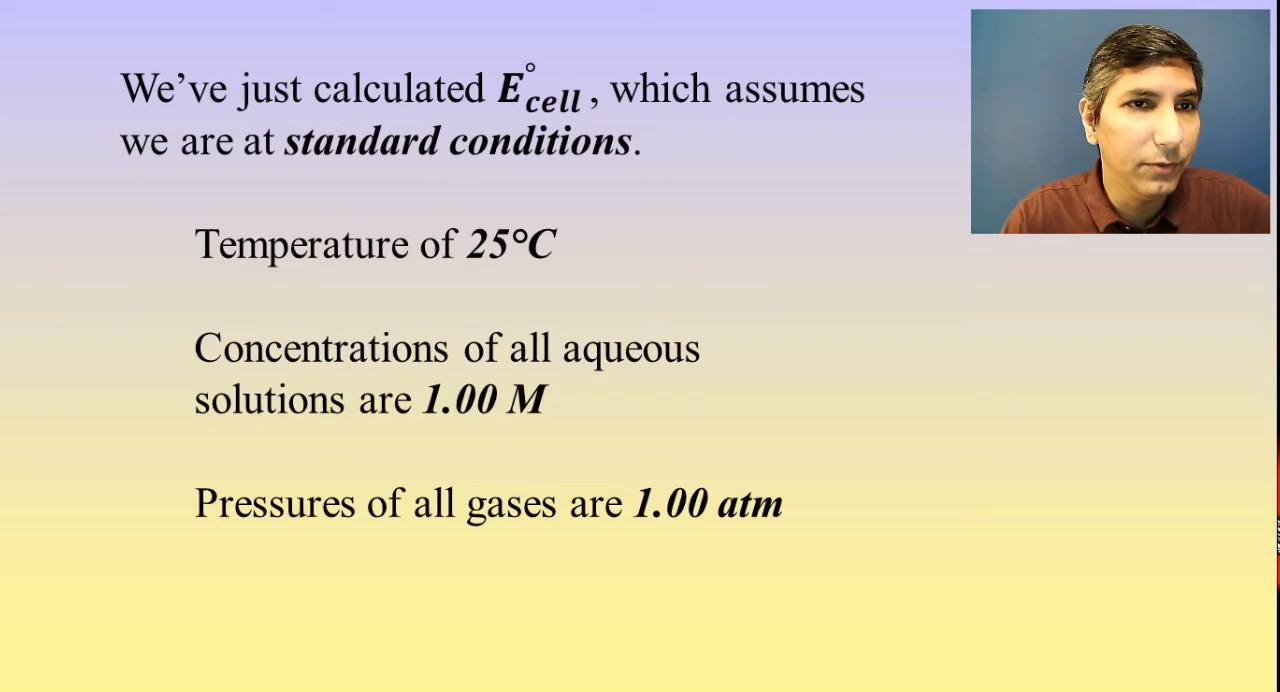 We’ve just calculated E°cell, which assumes
we are at standard conditions.
Temperature of 25°C
Concentrations of all aqueous
solutions are 1.00 M
Pressures of all gases are 1.00 atm